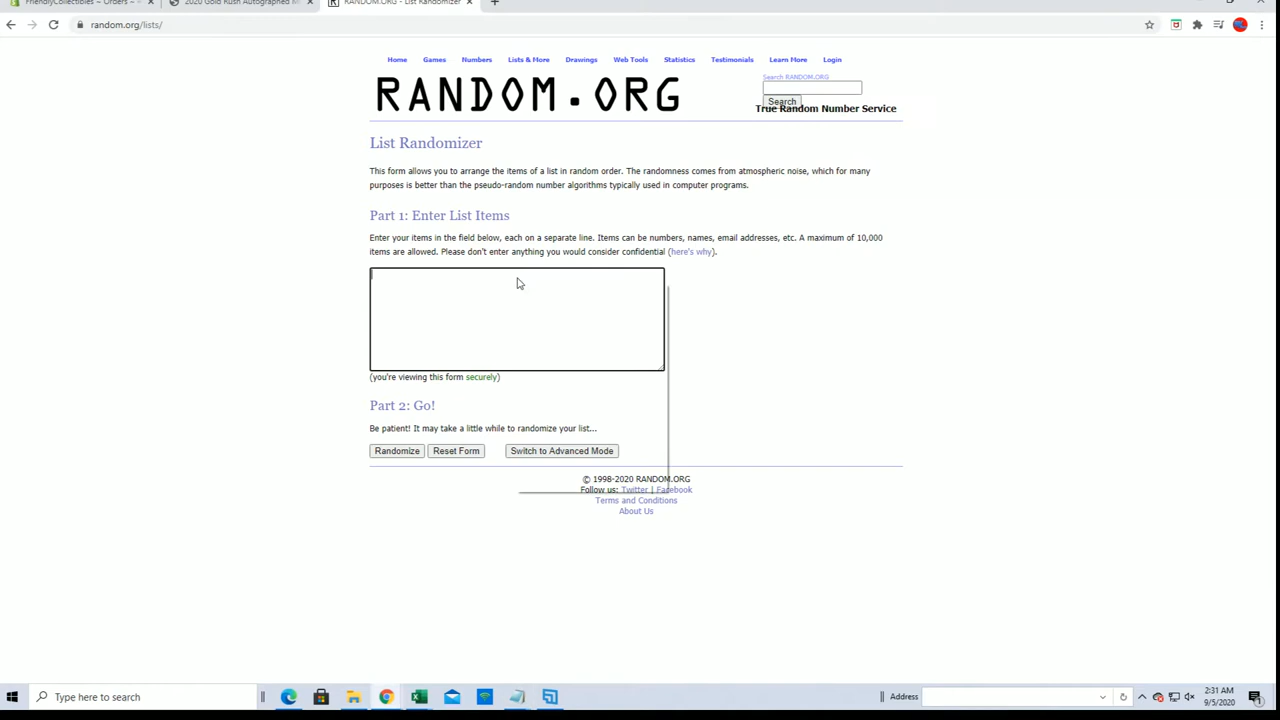 FriendlyCollectibles ~ Orders ~
2020 Gold Rush Autographed M
RANDOM.ORG - List Randomizer
random.org/lists/
Home Games Numbers Lists & More Drawings Web Tools Statistics Testimonials Learn More Login
RANDOM.ORG
Search RANDOM.ORG
Search
True Random Number Service
List Randomizer
This form allows you to arrange the items of a list in random order. The randomness comes from atmospheric noise, which for many
purposes is better than the pseudo-random number algorithms typically used in computer programs.
Part 1: Enter List Items
Enter your items in the field below, each on a separate line. Items can be numbers, names, email addresses, etc. A maximum of 10,000
items are allowed. Please don't enter anything you would consider confidential (here's why).
(you're viewing this form securely)
Part 2: Go!
Be patient! It may take a little while to randomize your list...
Randomize Reset Form Switch to Advanced Mode
© 1998-2020 RANDOM.ORG
Follow us: Twitter | Facebook
Terms and Conditions
About Us
Type here to search
Address
2:31 AM
9/5/2020